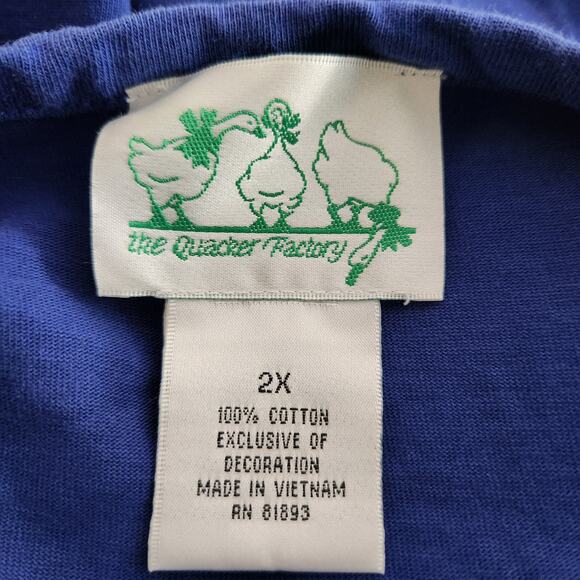 the Quacker Factory
2X
100% COTTON
EXCLUSIVE OF
DECORATION
MADE IN VIETNAM
RN 81893